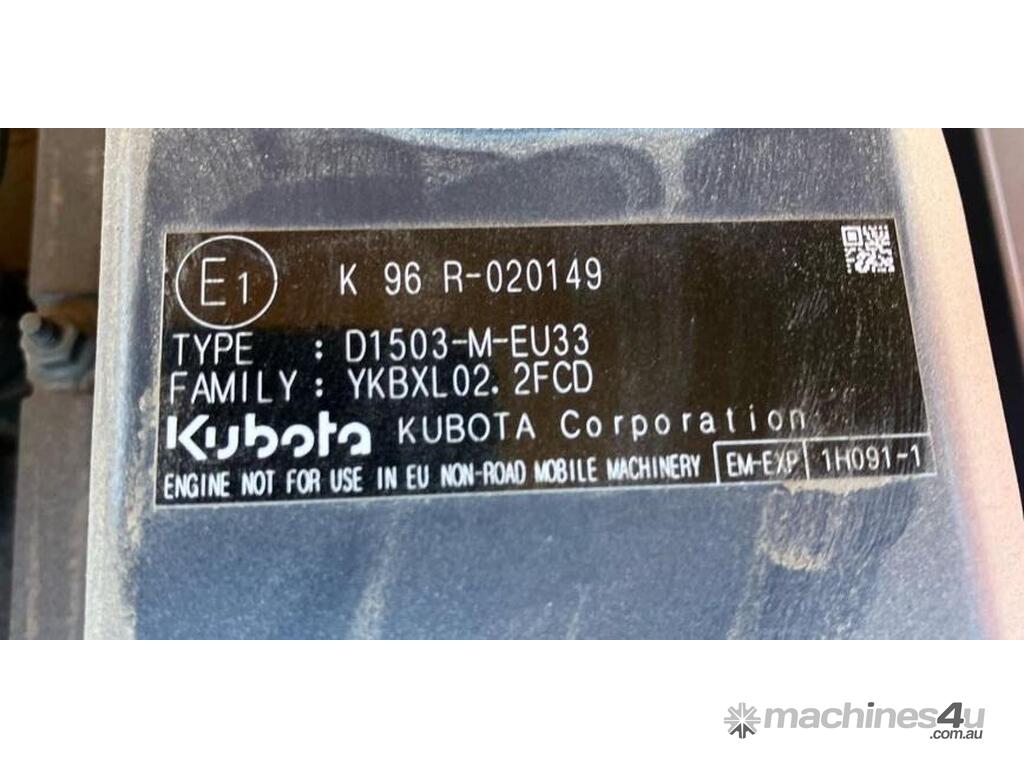 E1 K 96 R-020149
TYPE : D1503-M-EU33
FAMILY : YKBXL02.2FCD
Kubota KUBOTA Corporation
ENGINE NOT FOR USE IN EU NON-ROAD MOBILE MACHINERY EM-EXP 1H091-1
machines4u
.com.au